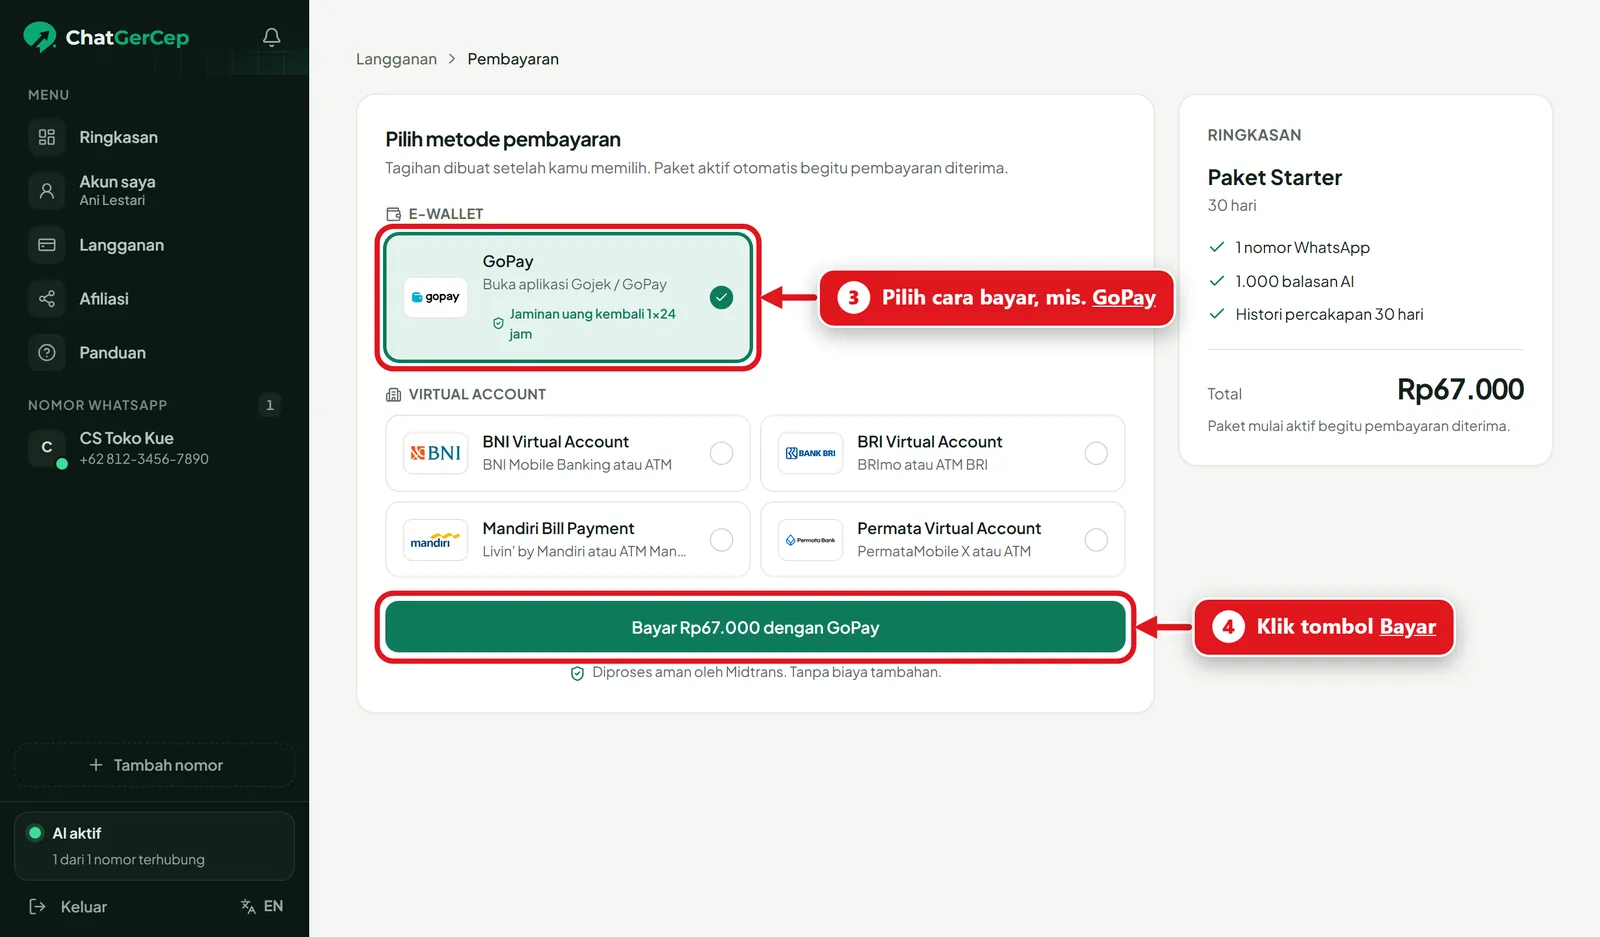 ChatGerCep
MENU
Ringkasan
Akun saya
Ani Lestari
Langganan
Afiliasi
Panduan
NOMOR WHATSAPP
1
C
CS Toko Kue
+62 812-3456-7890
Tambah nomor
AI aktif
1 dari 1 nomor terhubung
Keluar
EN
Langganan > Pembayaran
Pilih metode pembayaran
Tagihan dibuat setelah kamu memilih. Paket aktif otomatis begitu pembayaran diterima.
E-WALLET
gopay
GoPay
Buka aplikasi Gojek / GoPay
Jaminan uang kembali 1×24
jam
3 Pilih cara bayar, mis. GoPay
VIRTUAL ACCOUNT
BNI
BNI Virtual Account
BNI Mobile Banking atau ATM
BANK BRI
BRI Virtual Account
BRImo atau ATM BRI
mandiri
Mandiri Bill Payment
Livin' by Mandiri atau ATM Man...
PermataBank
Permata Virtual Account
PermataMobile X atau ATM
Bayar Rp67.000 dengan GoPay
4 Klik tombol Bayar
Diproses aman oleh Midtrans. Tanpa biaya tambahan.
RINGKASAN
Paket Starter
30 hari
1 nomor WhatsApp
1.000 balasan AI
Histori percakapan 30 hari
Total
Rp67.000
Paket mulai aktif begitu pembayaran diterima.